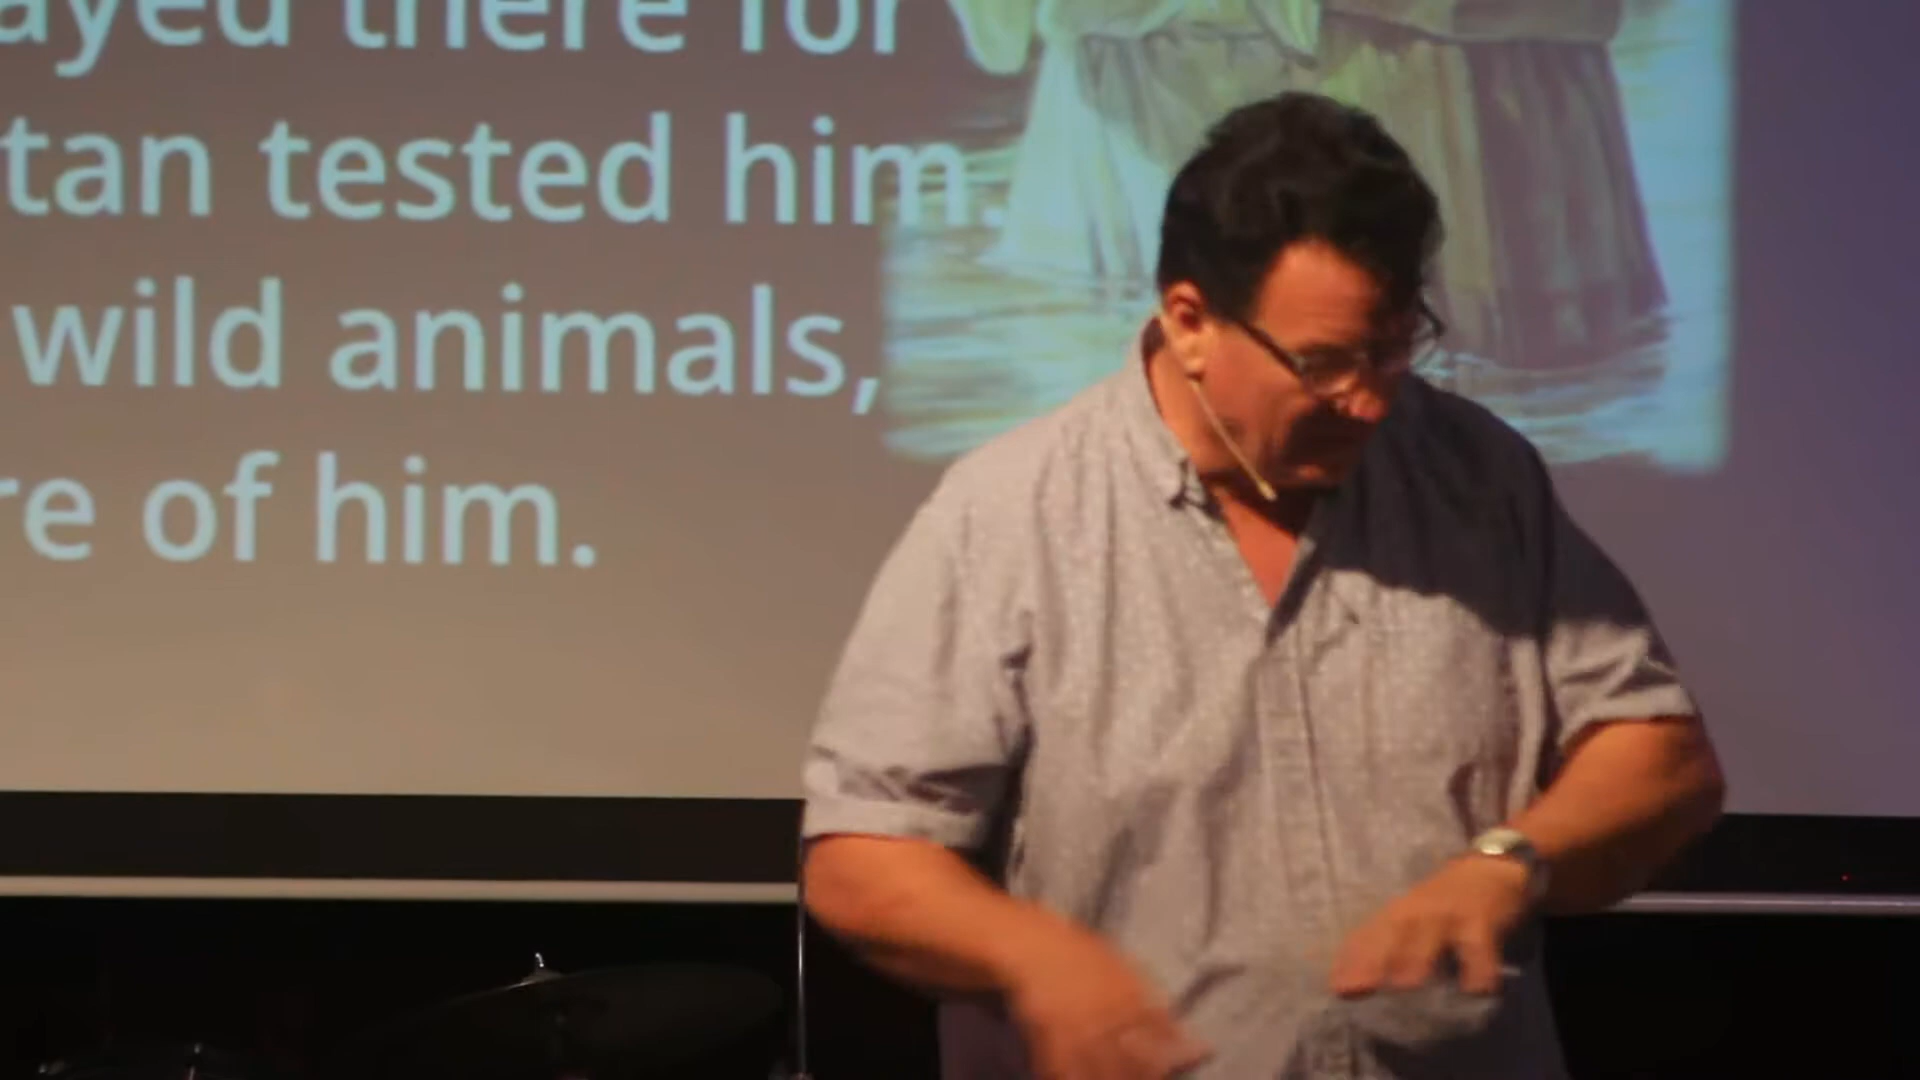 ayed there for
tan tested him.
wild animals,
re of him.